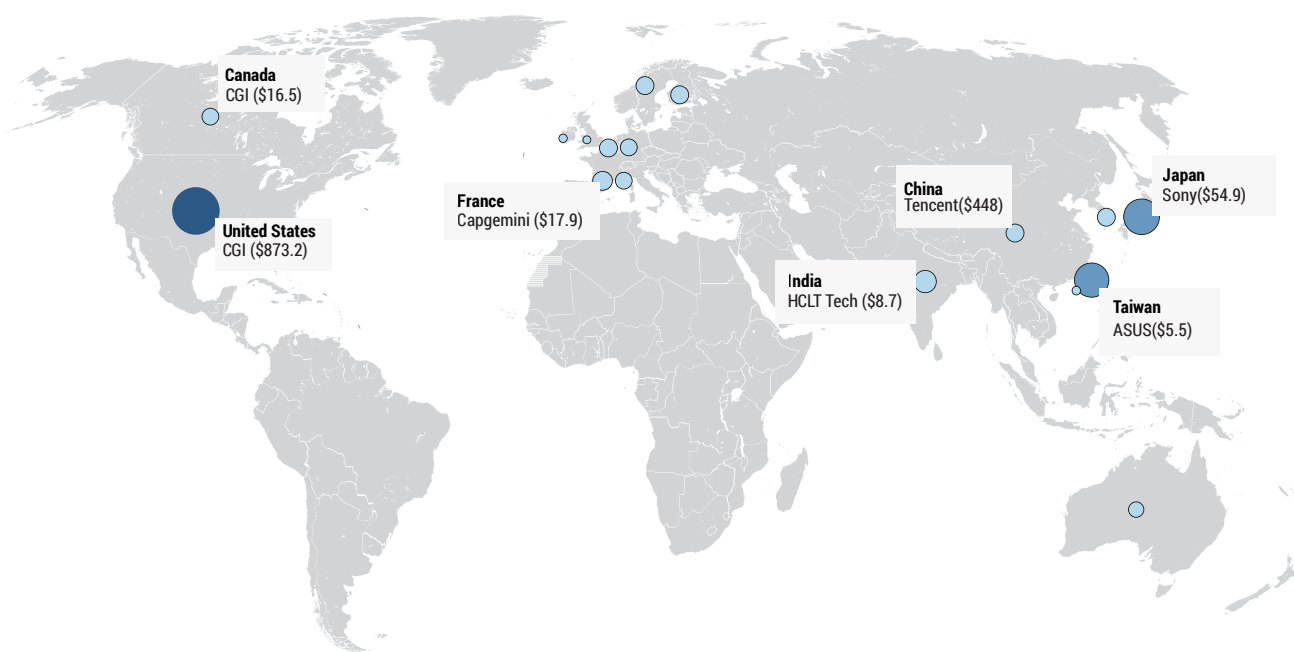 Canada
CGI ($16.5)
United States
CGI ($873.2)
France
Capgemini ($17.9)
China
Tencent($448)
Japan
Sony($54.9)
India
HCLT Tech ($8.7)
Taiwan
ASUS($5.5)